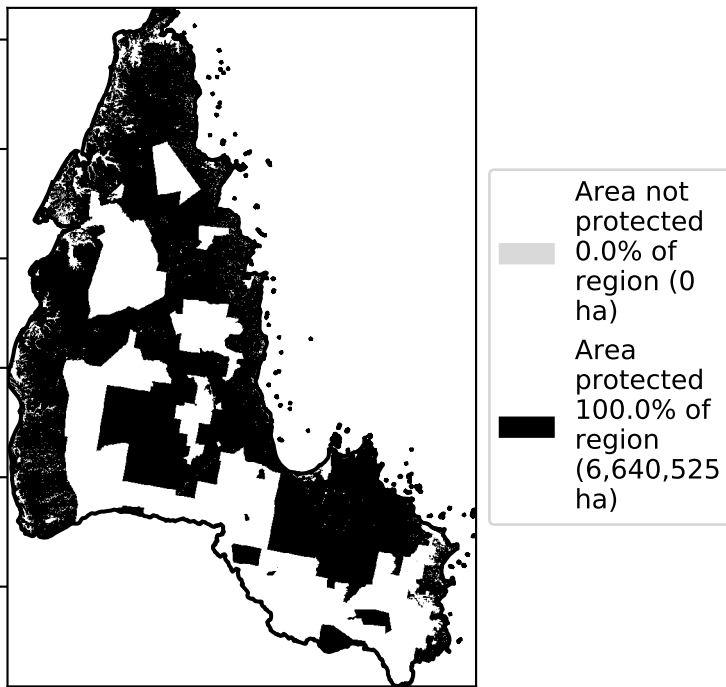 Area not
protected
0.0% of
region (0
ha)
Area
protected
100.0% of
region
(6,640,525
ha)